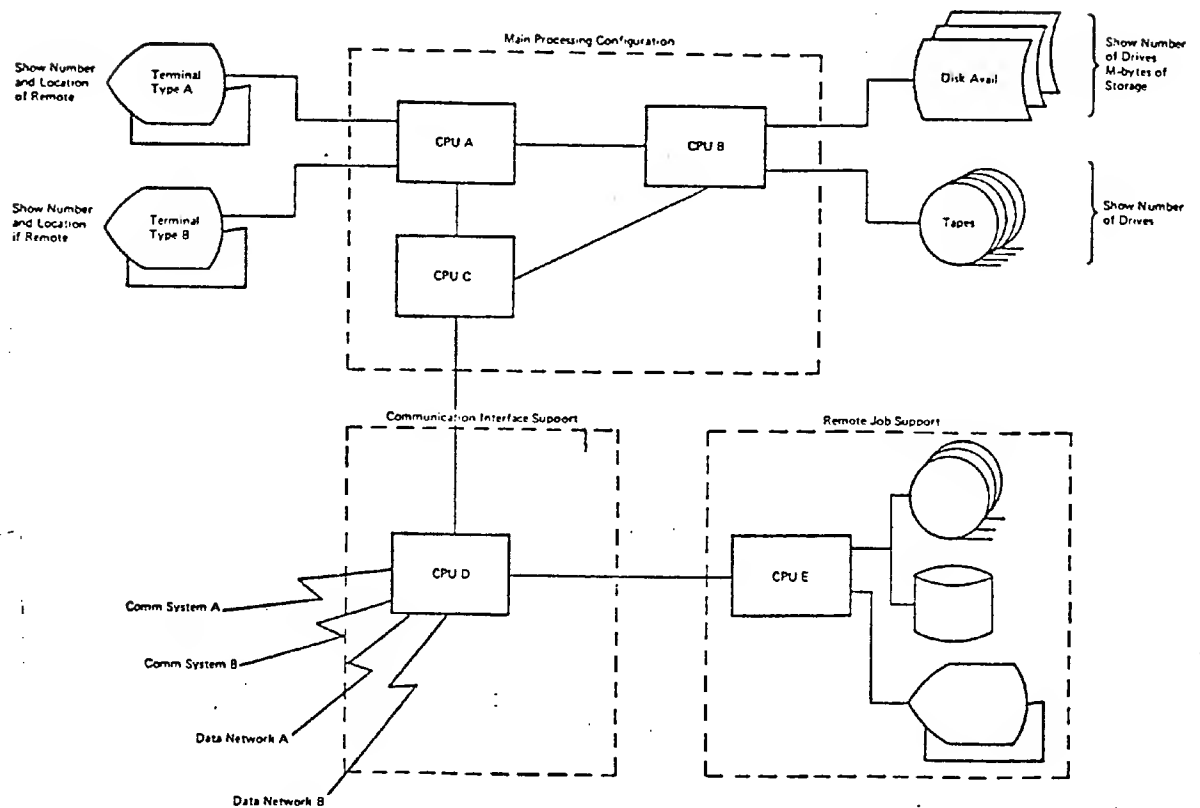 Main Processing Configuration
Show Number
and Location
of Remote
Terminal
Type A
CPU A
CPU B
Disk Avail
Show Number
of Drives
M-bytes of
Storage
Show Number
and Location
if Remote
Terminal
Type B
CPU C
Tapes
Show Number
of Drives
Communication Interface Support
Remote Job Support
CPU D
CPU E
Comm System A
Comm System B
Data Network A
Data Network B